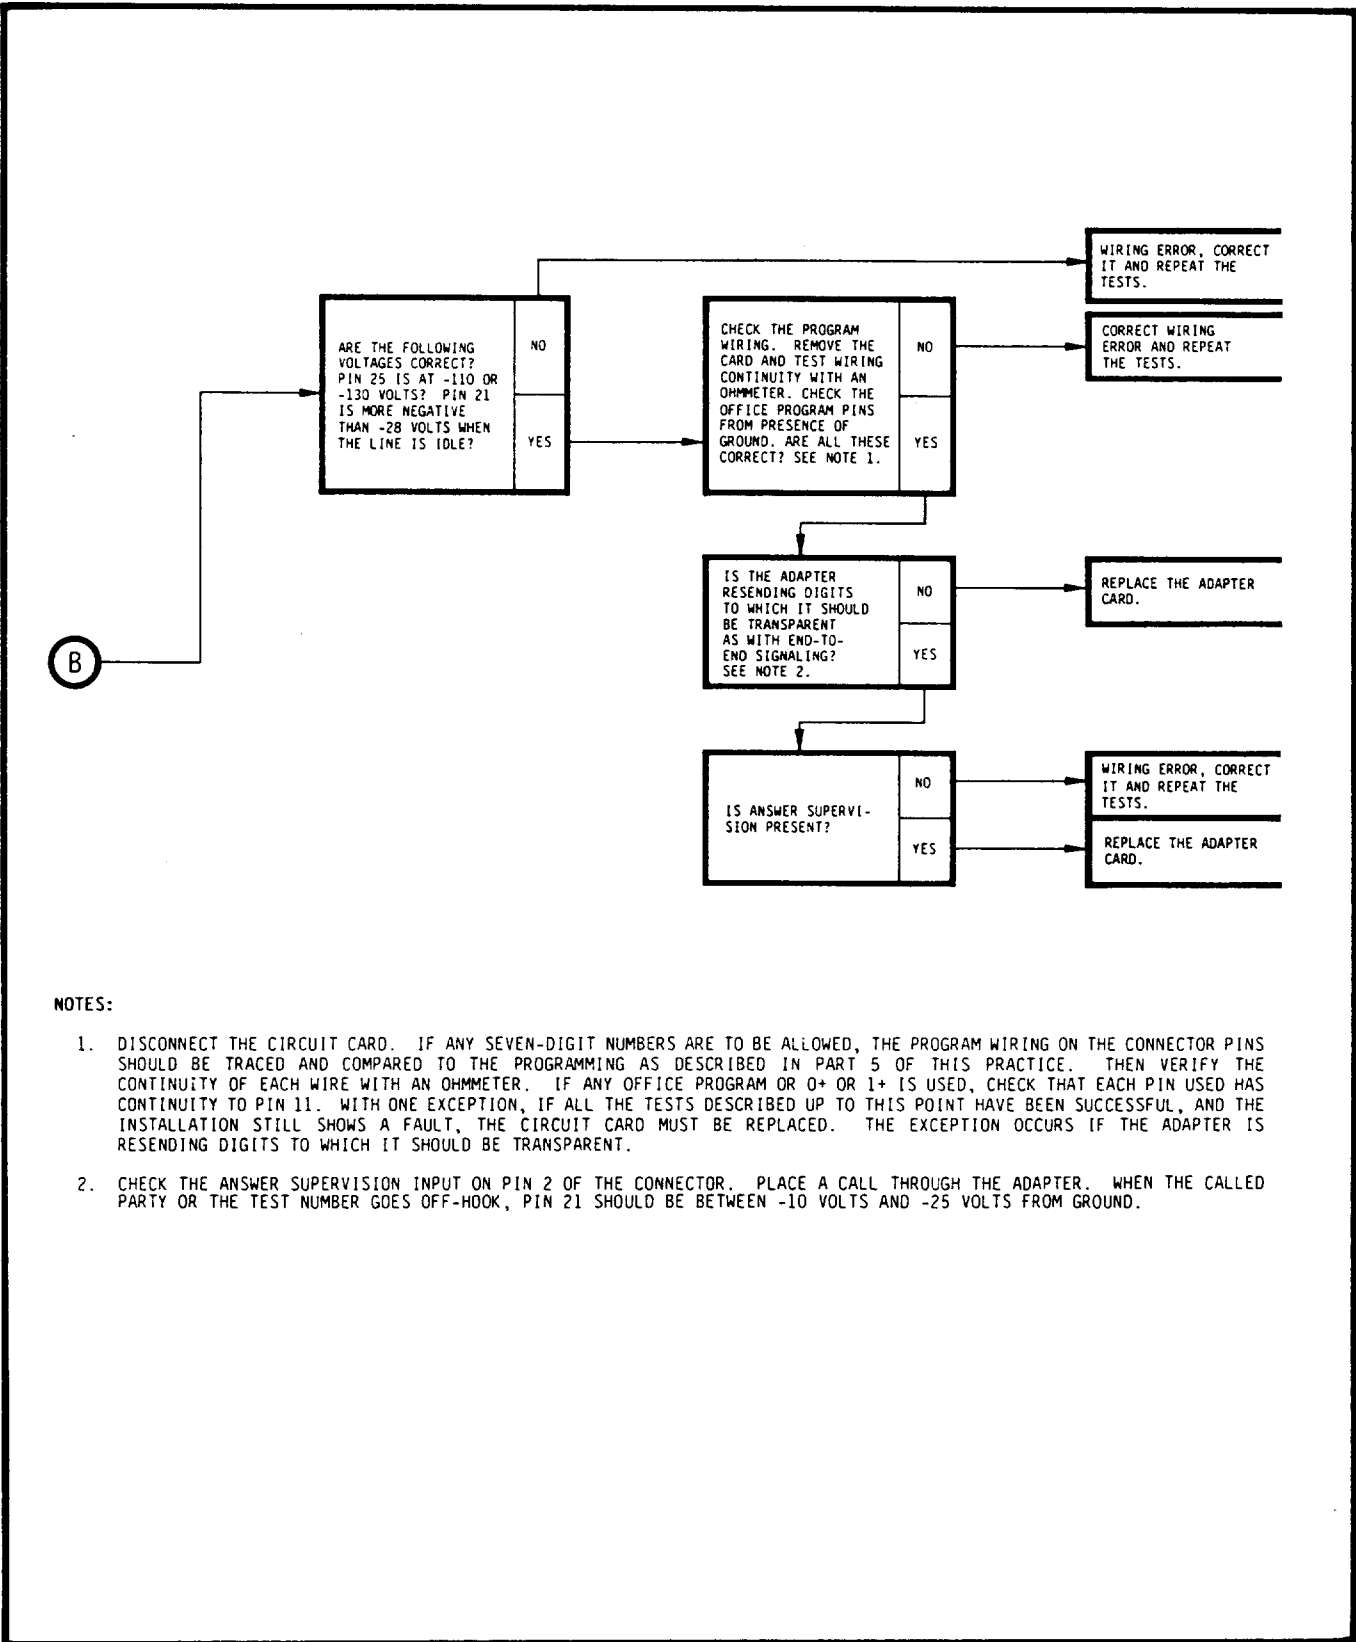 WIRING ERROR, CORRECT
IT AND REPEAT THE
TESTS.
ARE THE FOLLOWING
VOLTAGES CORRECT?
PIN 25 IS AT -110 OR
-130 VOLTS? PIN 21
IS MORE NEGATIVE
THAN -28 VOLTS WHEN
THE LINE IS IDLE?
NO
YES
CHECK THE PROGRAM
WIRING. REMOVE THE
CARD AND TEST WIRING
CONTINUITY WITH AN
OHMMETER. CHECK THE
OFFICE PROGRAM PINS
FROM PRESENCE OF
GROUND. ARE ALL THESE
CORRECT? SEE NOTE 1.
NO
YES
CORRECT WIRING
ERROR AND REPEAT
THE TESTS.
IS THE ADAPTER
RESENDING DIGITS
TO WHICH IT SHOULD
BE TRANSPARENT
AS WITH END-TO-
END SIGNALING?
SEE NOTE 2.
NO
YES
REPLACE THE ADAPTER
CARD.
B
IS ANSWER SUPERVI-
SION PRESENT?
NO
YES
WIRING ERROR, CORRECT
IT AND REPEAT THE
TESTS.
REPLACE THE ADAPTER
CARD.
NOTES:
1. DISCONNECT THE CIRCUIT CARD. IF ANY SEVEN-DIGIT NUMBERS ARE TO BE ALLOWED, THE PROGRAM WIRING ON THE CONNECTOR PINS
SHOULD BE TRACED AND COMPARED TO THE PROGRAMMING AS DESCRIBED IN PART 5 OF THIS PRACTICE. THEN VERIFY THE
CONTINUITY OF EACH WIRE WITH AN OHMMETER. IF ANY OFFICE PROGRAM OR 0+ OR 1+ IS USED, CHECK THAT EACH PIN USED HAS
CONTINUITY TO PIN 11. WITH ONE EXCEPTION, IF ALL THE TESTS DESCRIBED UP TO THIS POINT HAVE BEEN SUCCESSFUL, AND THE
INSTALLATION STILL SHOWS A FAULT, THE CIRCUIT CARD MUST BE REPLACED. THE EXCEPTION OCCURS IF THE ADAPTER IS
RESENDING DIGITS TO WHICH IT SHOULD BE TRANSPARENT.
2. CHECK THE ANSWER SUPERVISION INPUT ON PIN 2 OF THE CONNECTOR. PLACE A CALL THROUGH THE ADAPTER. WHEN THE CALLED
PARTY OR THE TEST NUMBER GOES OFF-HOOK, PIN 21 SHOULD BE BETWEEN -10 VOLTS AND -25 VOLTS FROM GROUND.